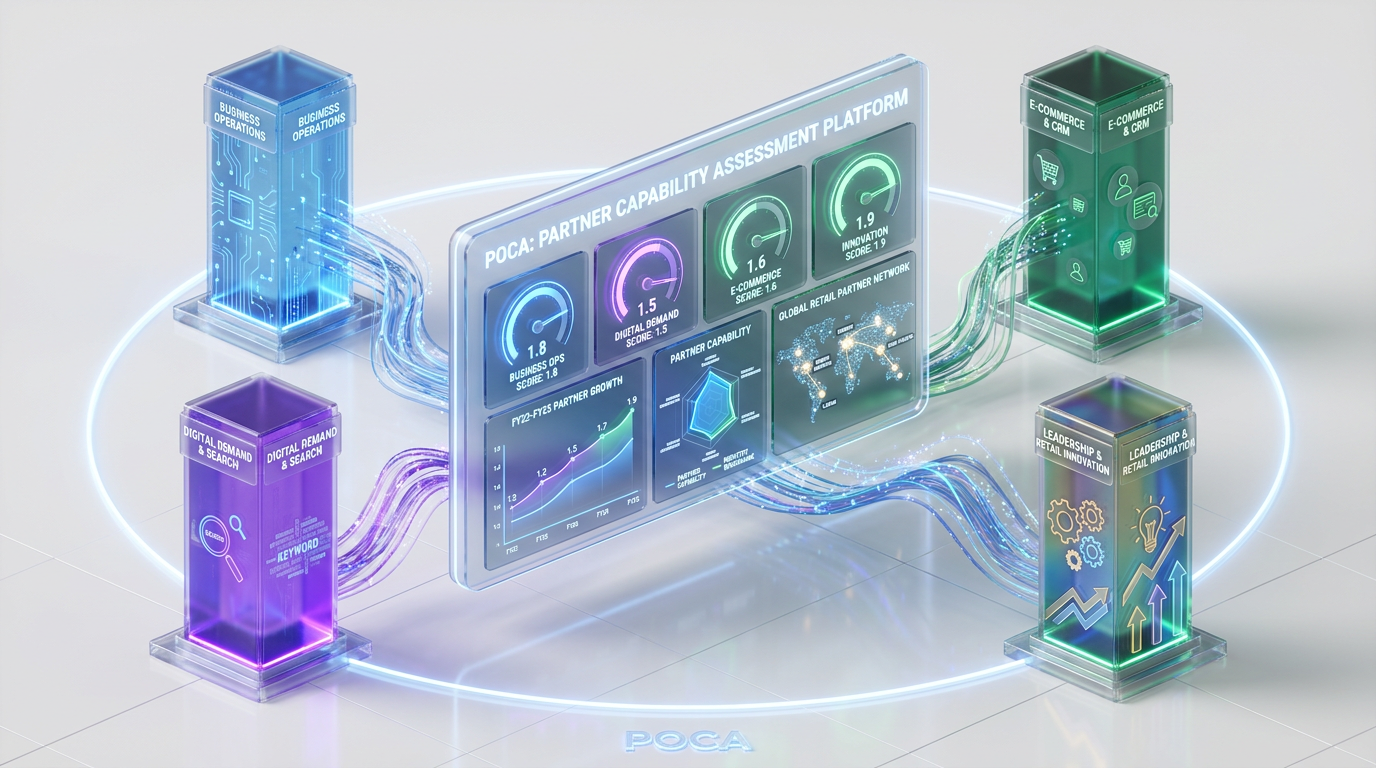 BUSINESS
OPERATIONS
BUSINESS
OPERATIONS
E-COMMERCE
& CRM
E-COMMERCE
& CRM
POCA: PARTNER CAPABILITY ASSESSMENT PLATFORM
1.8
BUSINESS OPS
SCORE: 1.8
1.5
DIGITAL DEMAND
SCORE: 1.5
1.6
E-COMMERCE
SERRE: 1.6
1.9
INNOVATION
SCORE: 1.9
FY22-FY25 PARTNER GROWTH
1.2
1.2
1.5
1.7
1.9
PARTNER CAPABILITY
GLOBAL RETAIL PARTNER NETWORK
DIGITAL DEMAND
& SEARCH
DIGITAL REMAND
& SEARCH
KEYWORD
LEADERSHIP &
RETAIL INNOVATION
LEADERSHIP &
RETAIL
POCA